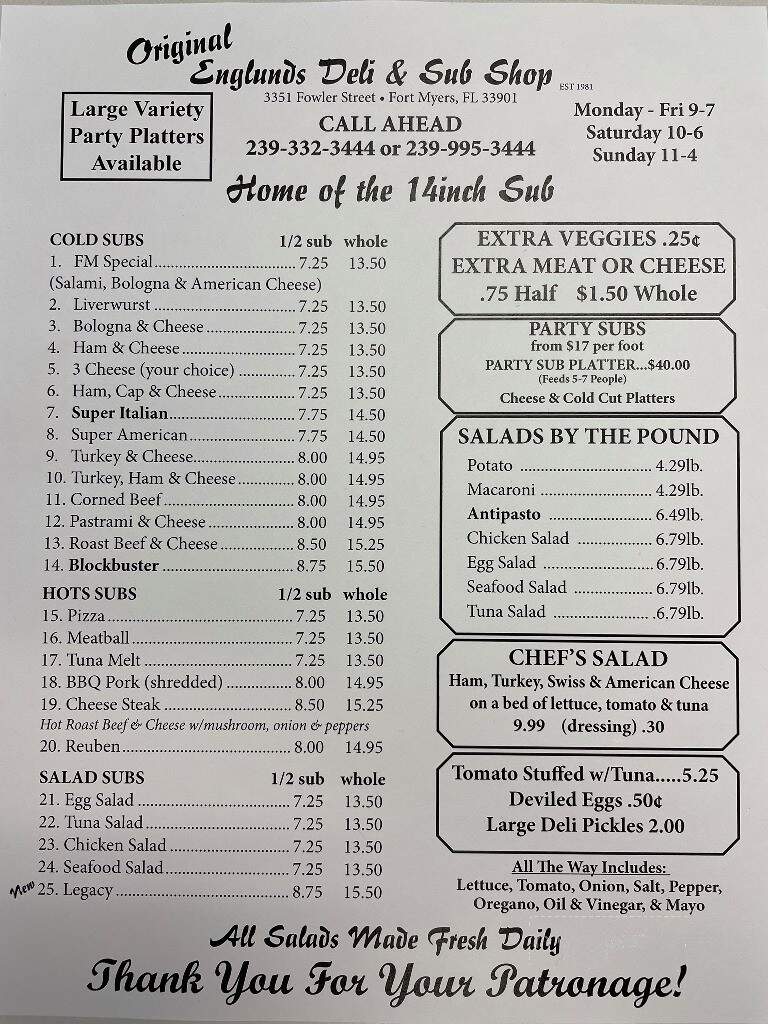 Original
Englunds Deli & Sub Shop
EST 1981
3351 Fowler Street • Fort Myers, FL 33901
CALL AHEAD
239-332-3444 or 239-995-3444
Large Variety
Party Platters
Available
Monday - Fri 9-7
Saturday 10-6
Sunday 11-4
Home of the 14inch Sub
COLD SUBS 1/2 sub whole
1. FM Special 7.25 13.50
(Salami, Bologna & American Cheese)
2. Liverwurst 7.25 13.50
3. Bologna & Cheese 7.25 13.50
4. Ham & Cheese 7.25 13.50
5. 3 Cheese (your choice) 7.25 13.50
6. Ham, Cap & Cheese 7.25 13.50
7. Super Italian 7.75 14.50
8. Super American 7.75 14.50
9. Turkey & Cheese 8.00 14.95
10. Turkey, Ham & Cheese 8.00 14.95
11. Corned Beef 8.00 14.95
12. Pastrami & Cheese 8.00 14.95
13. Roast Beef & Cheese 8.50 15.25
14. Blockbuster 8.75 15.50
HOTS SUBS 1/2 sub whole
15. Pizza 7.25 13.50
16. Meatball 7.25 13.50
17. Tuna Melt 7.25 13.50
18. BBQ Pork (shredded) 8.00 14.95
19. Cheese Steak 8.50 15.25
Hot Roast Beef & Cheese w/mushroom, onion & peppers
20. Reuben 8.00 14.95
SALAD SUBS 1/2 sub whole
21. Egg Salad 7.25 13.50
22. Tuna Salad 7.25 13.50
23. Chicken Salad 7.25 13.50
24. Seafood Salad 7.25 13.50
New 25. Legacy 8.75 15.50
EXTRA VEGGIES .25¢
EXTRA MEAT OR CHEESE
.75 Half $1.50 Whole
PARTY SUBS
from $17 per foot
PARTY SUB PLATTER...$40.00
(Feeds 5-7 People)
Cheese & Cold Cut Platters
SALADS BY THE POUND
Potato 4.29lb.
Macaroni 4.29lb.
Antipasto 6.49lb.
Chicken Salad 6.79lb.
Egg Salad 6.79lb.
Seafood Salad 6.79lb.
Tuna Salad 6.79lb.
CHEF'S SALAD
Ham, Turkey, Swiss & American Cheese
on a bed of lettuce, tomato & tuna
9.99 (dressing) .30
Tomato Stuffed w/Tuna.....5.25
Deviled Eggs .50¢
Large Deli Pickles 2.00
All The Way Includes:
Lettuce, Tomato, Onion, Salt, Pepper,
Oregano, Oil & Vinegar, & Mayo
All Salads Made Fresh Daily
Thank You For Your Patronage!